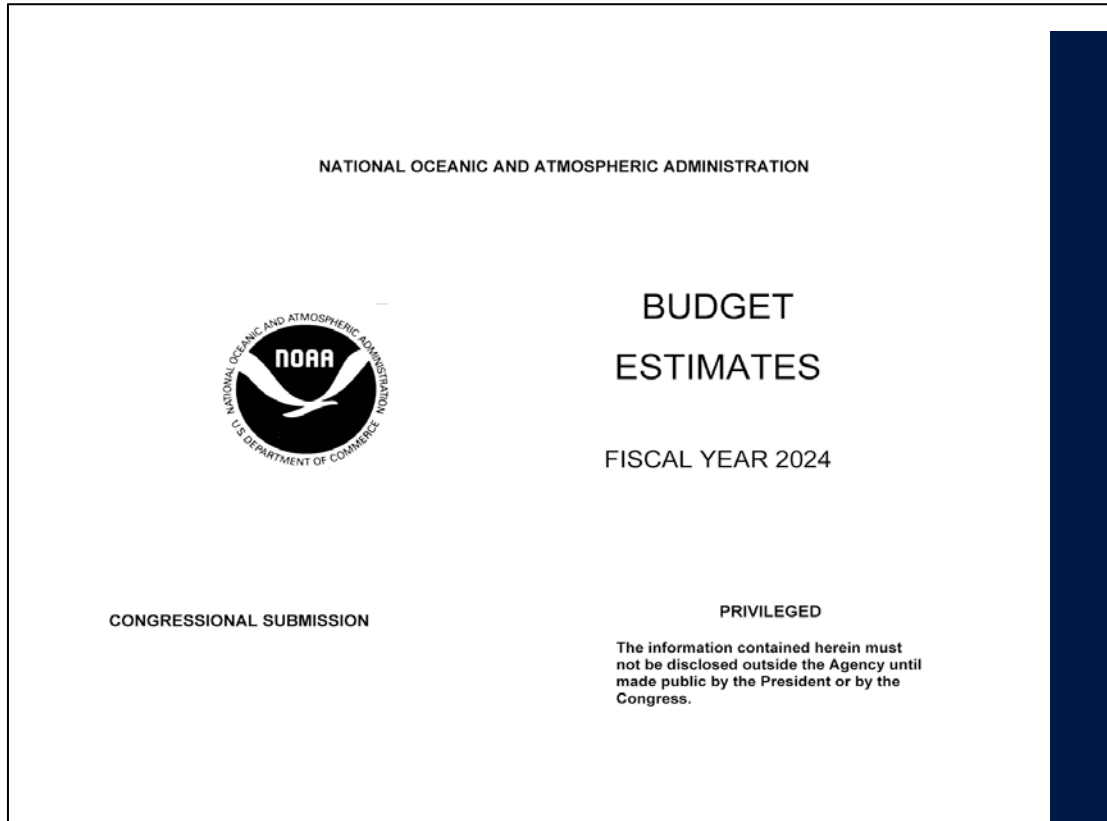 NATIONAL OCEANIC AND ATMOSPHERIC ADMINISTRATION
NATIONAL OCEANIC AND ATMOSPHERIC ADMINISTRATION
NOAA
U.S. DEPARTMENT OF COMMERCE
BUDGET
ESTIMATES
FISCAL YEAR 2024
CONGRESSIONAL SUBMISSION
PRIVILEGED
The information contained herein must
not be disclosed outside the Agency until
made public by the President or by the
Congress.